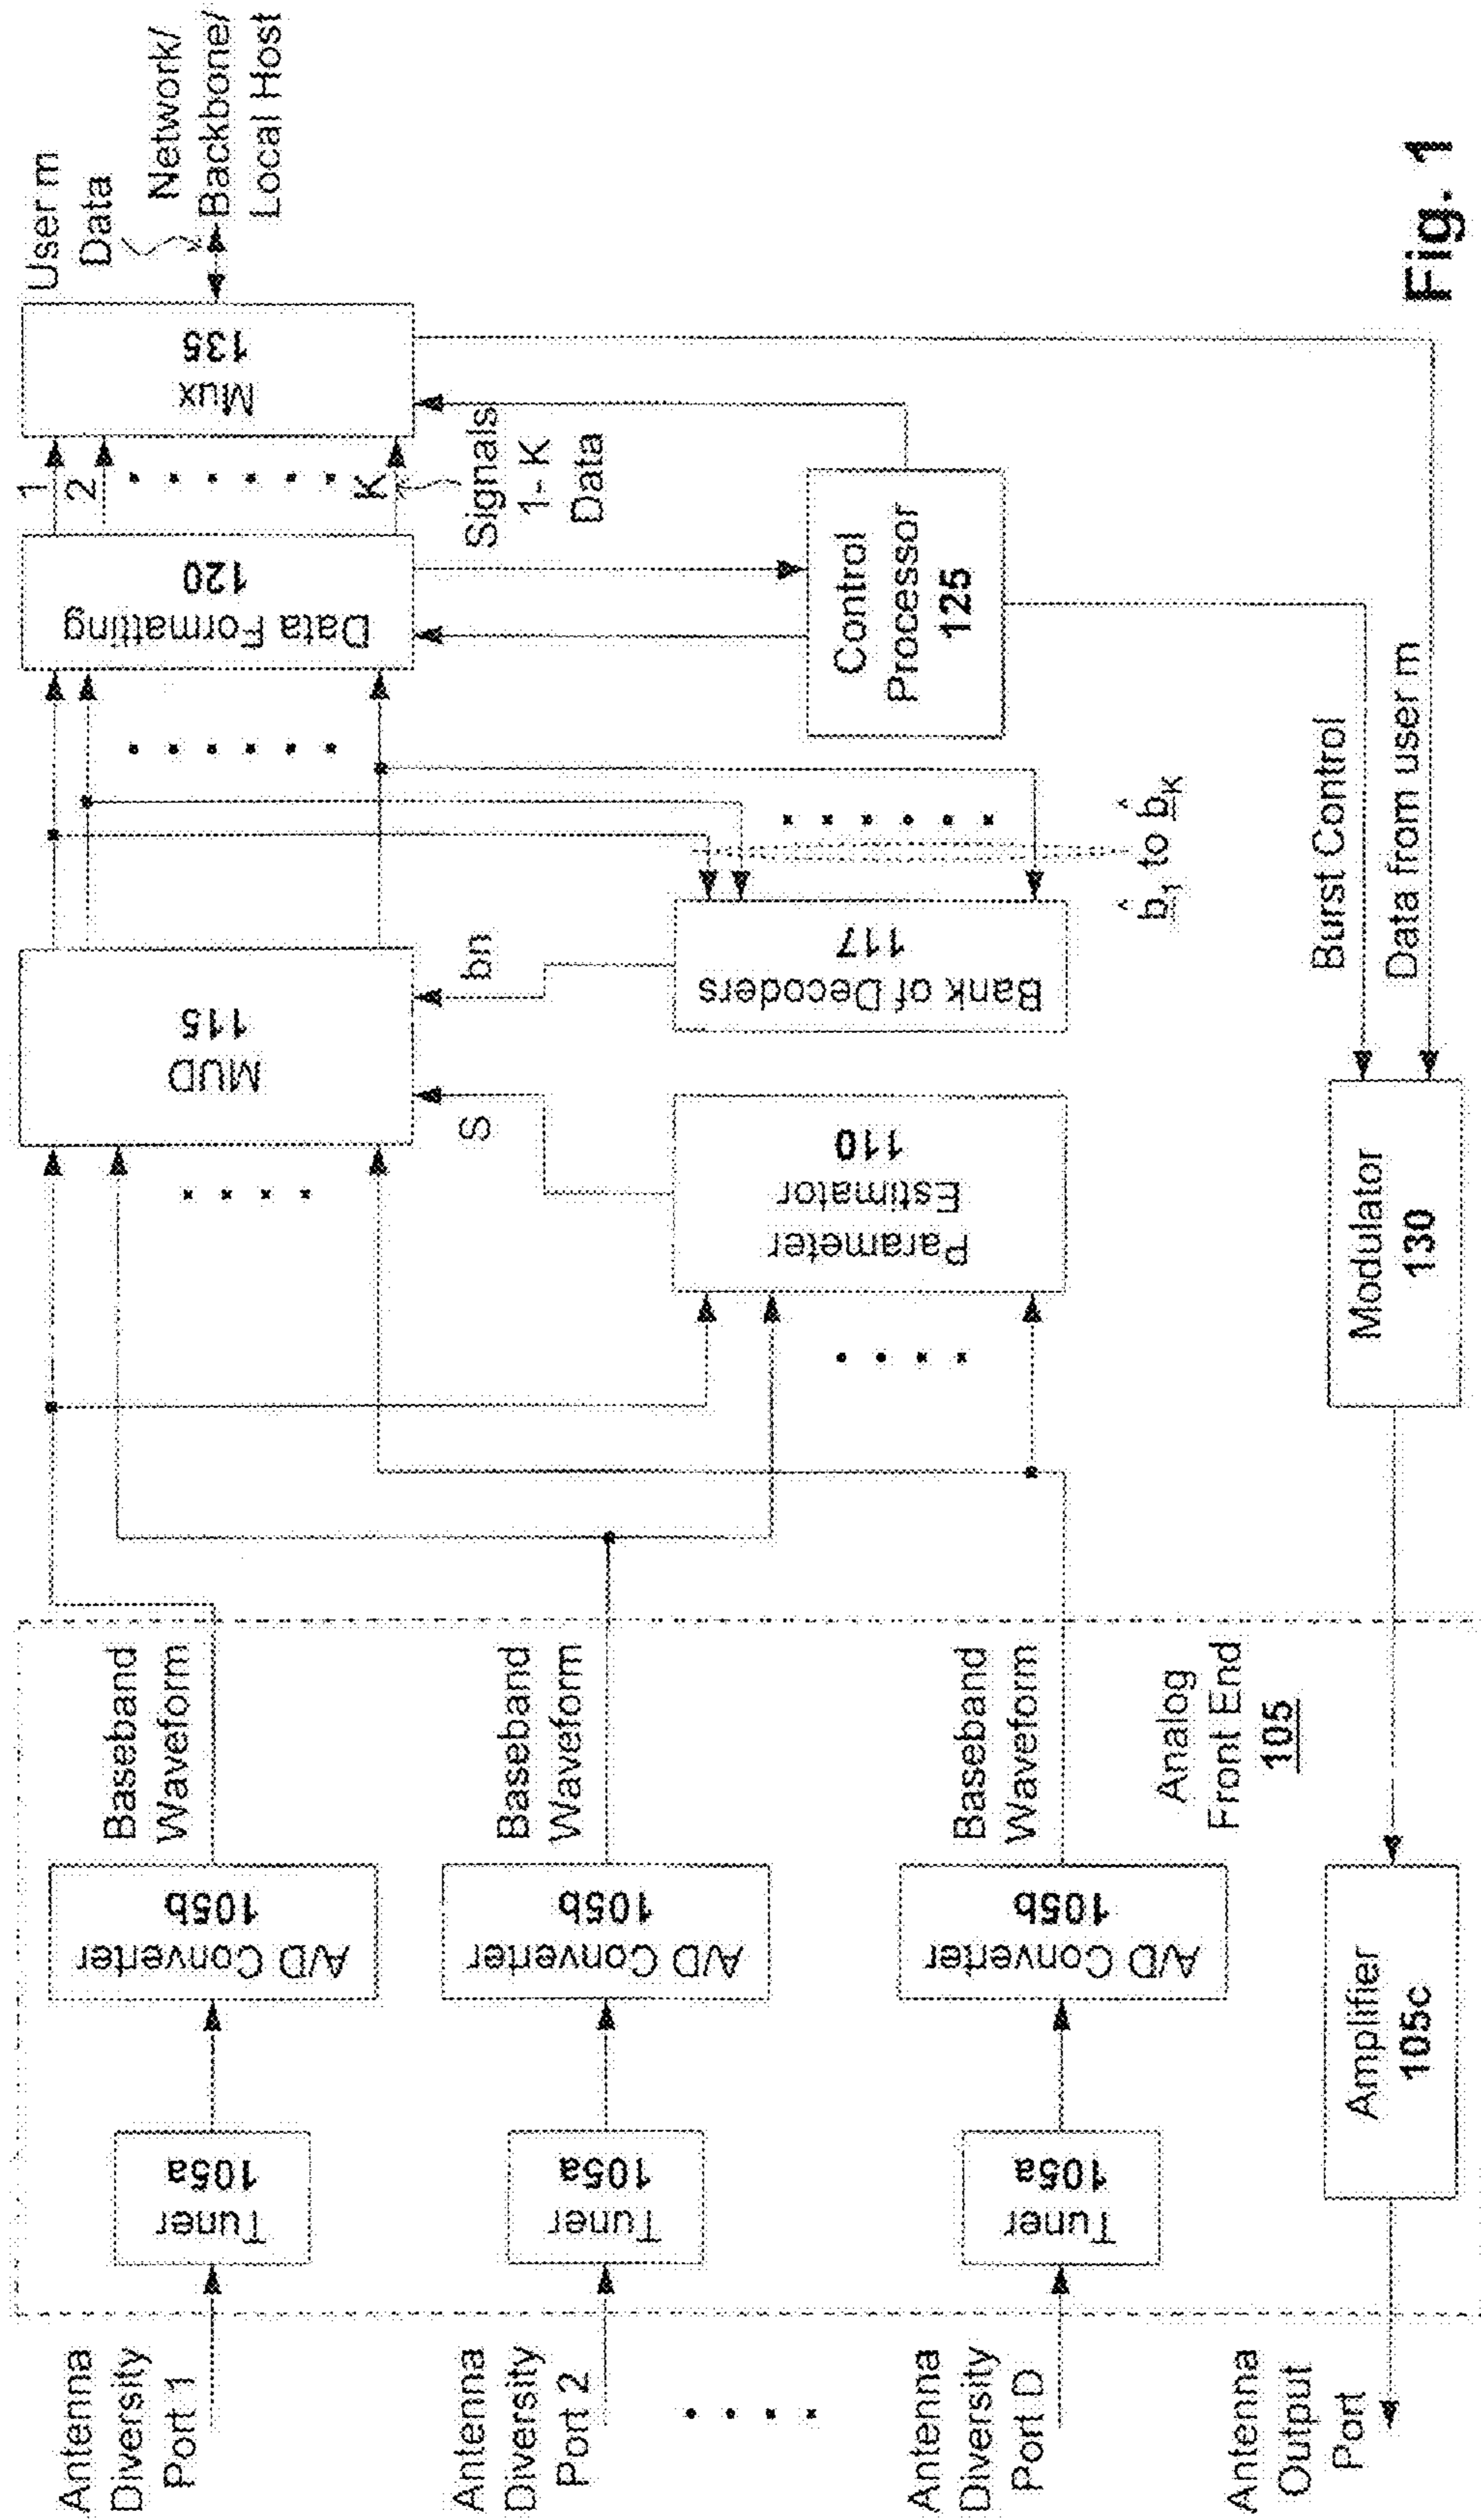 Antenna
Diversity
Port 1
Tuner
105a
A/D Converter
105b
Baseband
Waveform
Antenna
Diversity
Port 2
Tuner
105a
A/D Converter
105b
Baseband
Waveform
Antenna
Diversity
Port D
Tuner
105a
A/D Converter
105b
Baseband
Waveform
Analog
Front End
105
Antenna
Output
Port
Amplifier
105c
MUD
115
S
bn
Parameter
Estimator
110
Bank of Decoders
117
b̂1 to b̂K
Data Formatting
120
1
2
K
Signals
1- K
Data
Mux
135
User m
Data
Network/
Backbone/
Local Host
Control
Processor
125
Burst Control
Data from user m
Modulator
130
Fig. 1